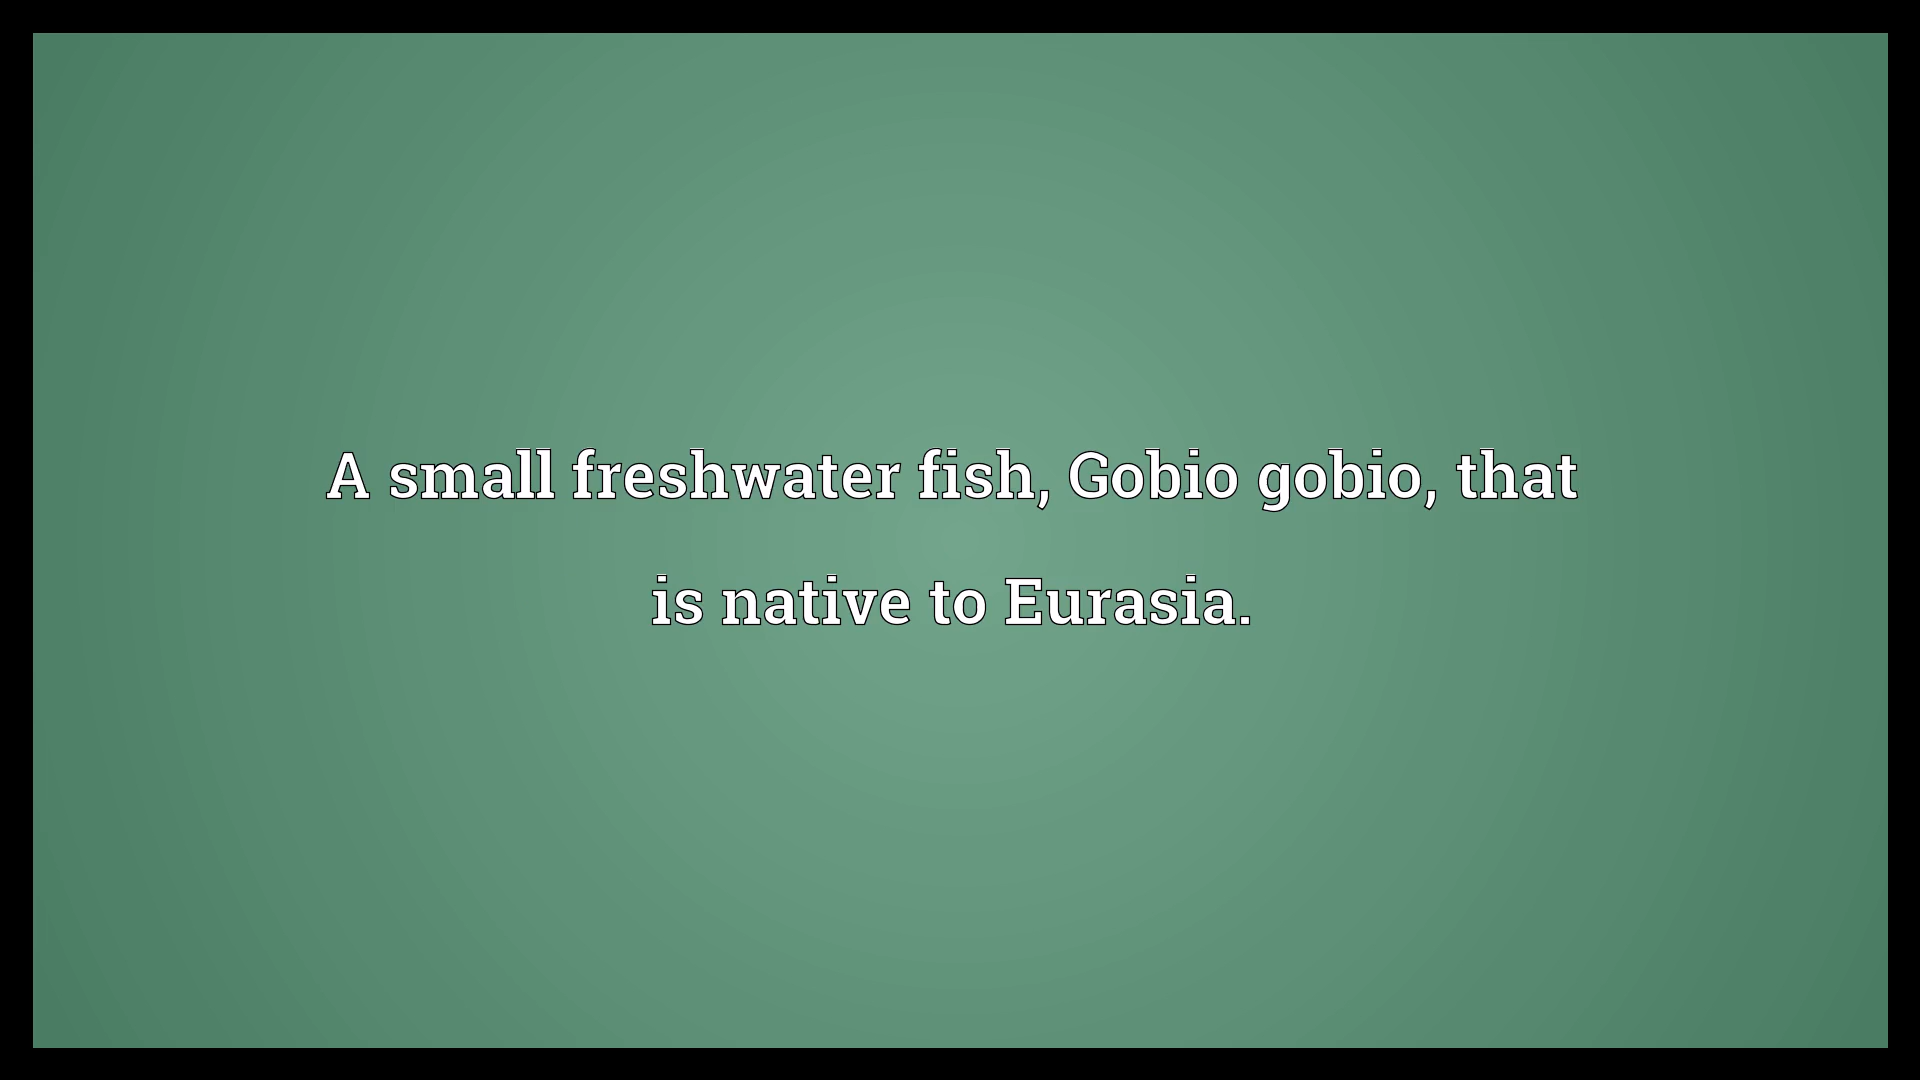 A small freshwater fish, Gobio gobio, that
is native to Eurasia.